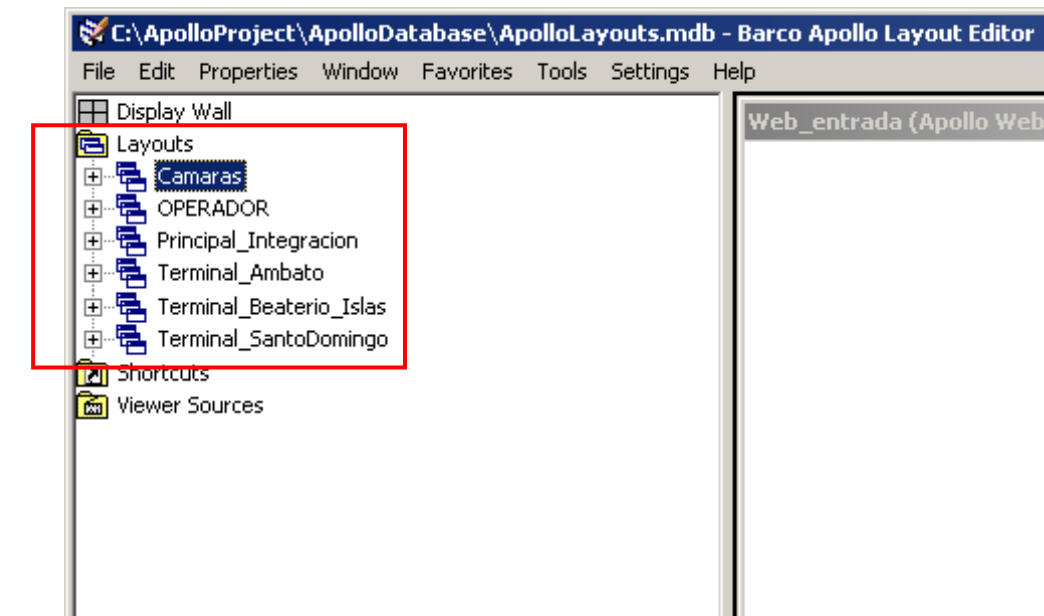 C:\ApolloProject\ApolloDatabase\ApolloLayouts.mdb - Barco Apollo Layout Editor
File Edit Properties Window Favorites Tools Settings Help
Display Wall
Layouts
Camaras
OPERADOR
Principal_Integracion
Terminal_Ambato
Terminal_Beaterio_Islas
Terminal_SantoDomingo
Shortcuts
Viewer Sources
Web_entrada (Apollo Web